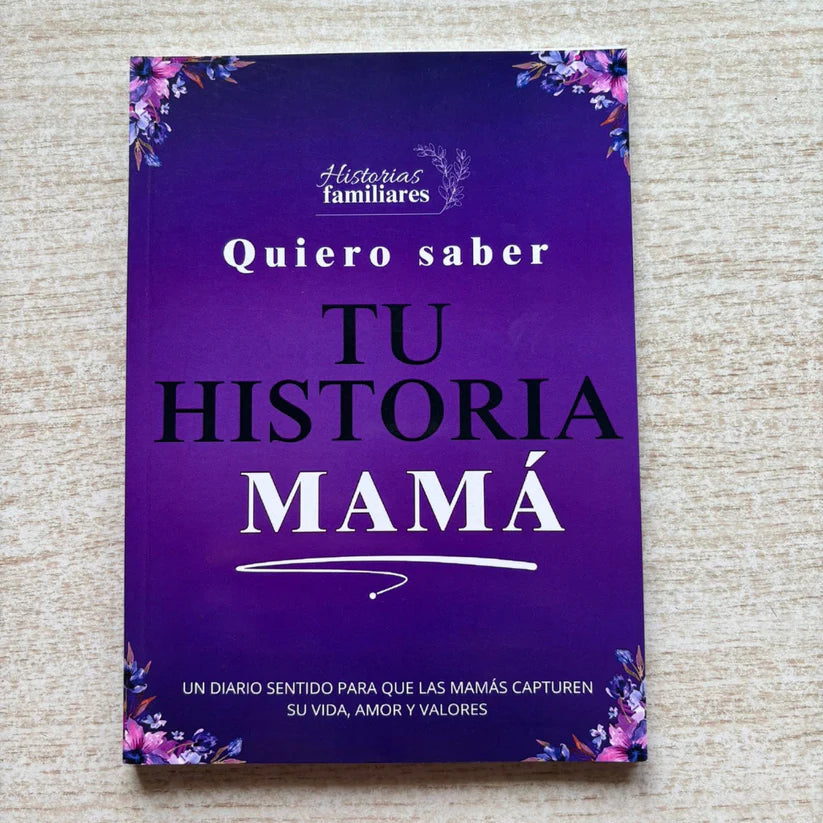 Historias
familiares
Quiero saber
TU
HISTORIA
MAMÁ
UN DIARIO SENTIDO PARA QUE LAS MAMÁS CAPTUREN
SU VIDA, AMOR Y VALORES